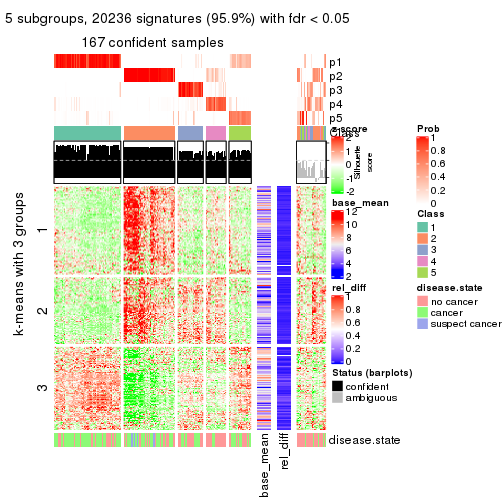 5 subgroups, 20236 signatures (95.9%) with fdr < 0.05
167 confident samples
p1
p2
p3
p4
p5
Class
z-score
2
1
0
-1
-2
Silhouette score
Prob
1
0.8
0.6
0.4
0.2
0
base_mean
12
10
8
6
4
2
Class
1
2
3
4
5
rel_diff
1
0.8
0.6
0.4
0.2
0
disease.state
no cancer
cancer
suspect cancer
Status (barplots)
confident
ambiguous
k-means with 3 groups
1
2
3
disease.state
base_mean
rel_diff